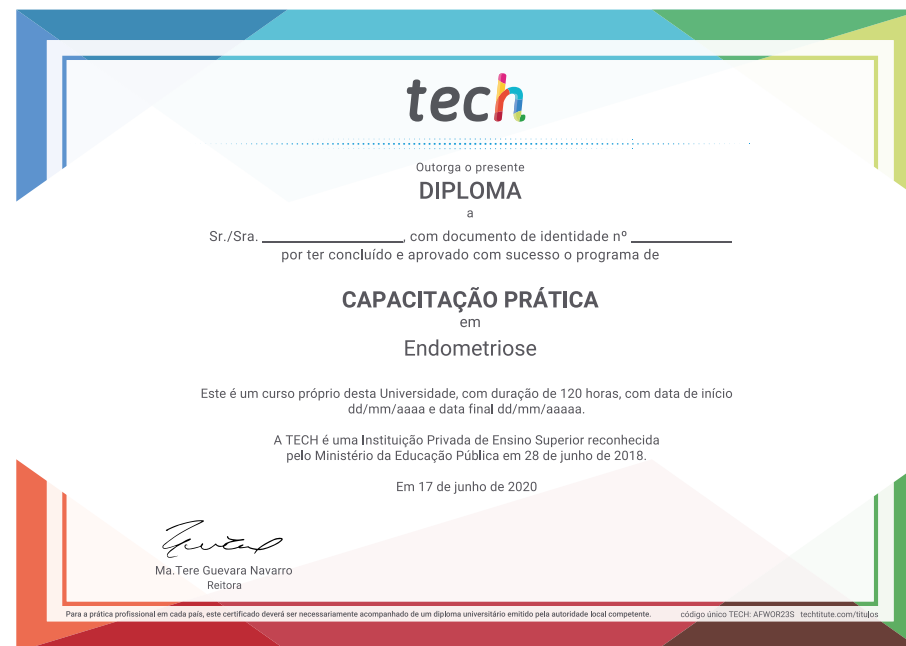 tech
Outorga o presente
DIPLOMA
a
Sr./Sra. ________________, com documento de identidade nº ____________
por ter concluído e aprovado com sucesso o programa de
CAPACITAÇÃO PRÁTICA
em
Endometriose
Este é um curso próprio desta Universidade, com duração de 120 horas, com data de início
dd/mm/aaaa e data final dd/mm/aaaaa.
A TECH é uma Instituição Privada de Ensino Superior reconhecida
pelo Ministério da Educação Pública em 28 de junho de 2018.
Em 17 de junho de 2020
Ma.Tere Guevara Navarro
Reitora
Para a prática profissional em cada país, este certificado deverá ser necessariamente acompanhado de um diploma universitário emitido pela autoridade local competente. código único TECH: AFWOR23S techtitute.com/titulos